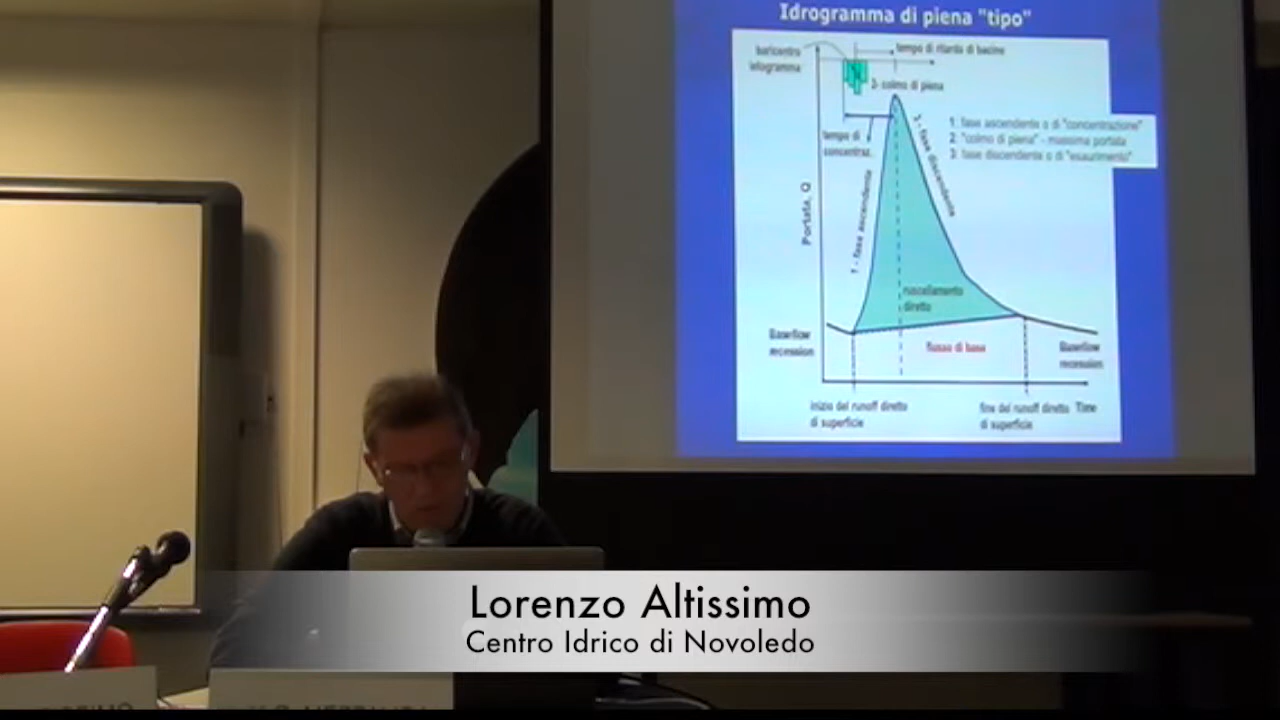 Idrogramma di piena "tipo"
baricentro
ietogramma
tempo di ritardo di bacino
2- colmo di piena
tempo di
concentraz.
1: fase ascendente o di "concentrazione"
2: "colmo di piena" - massima portata
3: fase discendente o di "esaurimento"
Portata, Q
1 - fase ascendente
3 - fase discendente
ruscellamento
diretto
Baseflow
recession
flusso di base
Baseflow
recession
inizio del runoff diretto
di superficie
fine del runoff diretto
di superficie
Time
Lorenzo Altissimo
Centro Idrico di Novoledo